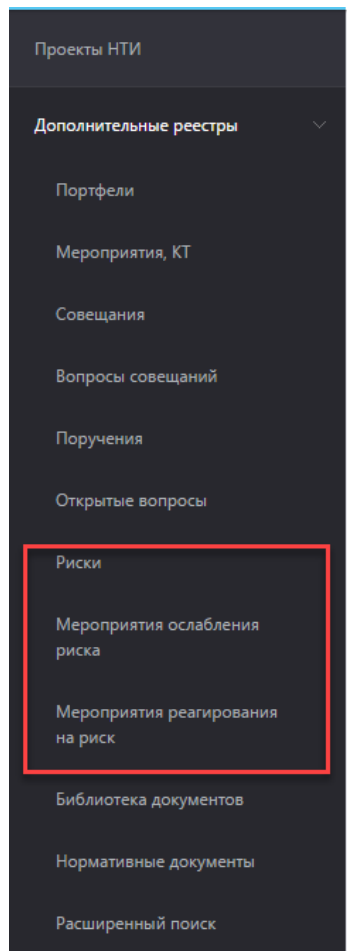 Проекты НТИ
Дополнительные реестры
Портфели
Мероприятия, КТ
Совещания
Вопросы совещаний
Поручения
Открытые вопросы
Риски
Мероприятия ослабления
риска
Мероприятия реагирования
на риск
Библиотека документов
Нормативные документы
Расширенный поиск